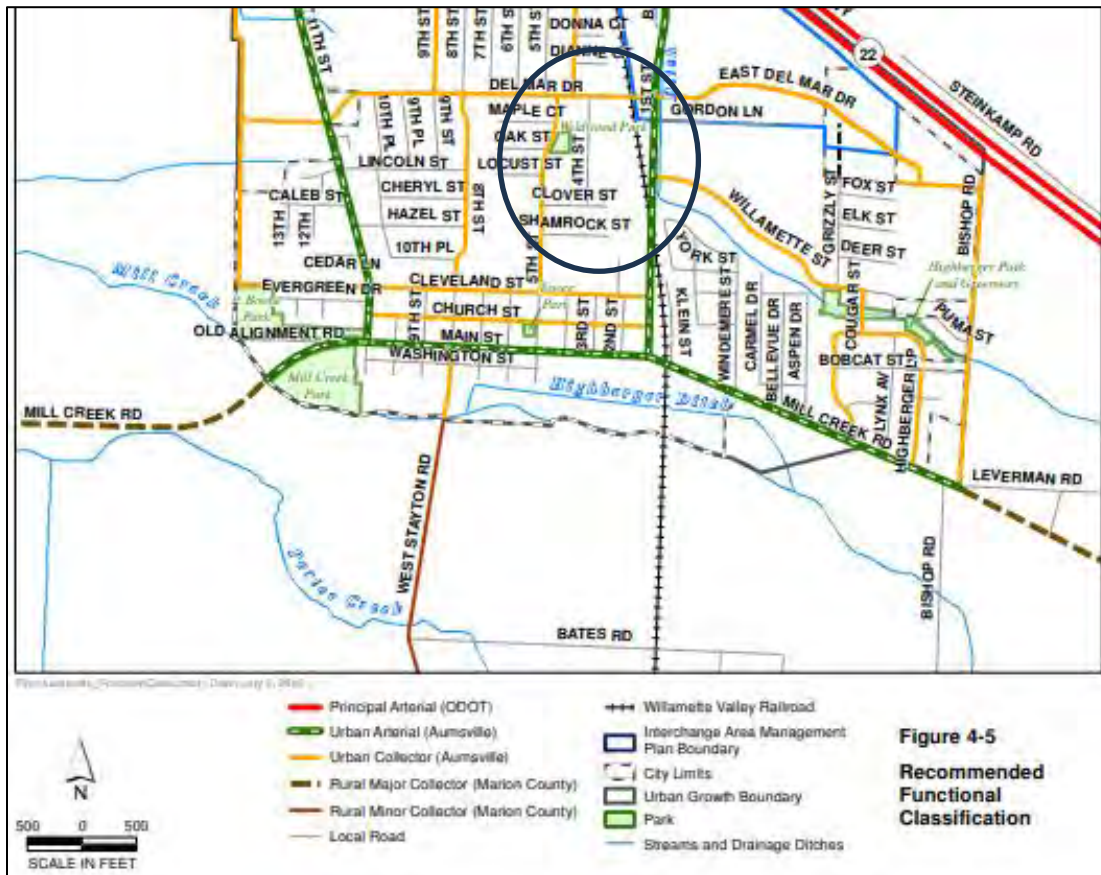 11TH ST
9TH ST
8TH ST
7TH ST
6TH ST
5TH ST
DONNA CT
DIANNE CT
22
STEINKAMP RD
DEL MAR DR
1ST ST
EAST DEL MAR DR
GORDON LN
10TH PL
9TH PL
9TH ST
MAPLE CT
OAK ST
Wildwood Park
4TH ST
LINCOLN ST
LOCUST ST
CALEB ST
CHERYL ST
8TH ST
CLOVER ST
WILLAMETTE ST
GRIZZLY ST
FOX ST
BISHOP RD
13TH
12TH
HAZEL ST
SHAMROCK ST
ELK ST
10TH PL
5TH ST
YORK ST
DEER ST
CEDAR LN
Mill Creek
EVERGREEN DR
CLEVELAND ST
Highberger Park
KLEIN ST
WINDEMERE ST
CARMEL DR
BELLEVUE DR
ASPEN DR
COUGAR ST
PUMA ST
Park
CHURCH ST
Park
3RD ST
2ND ST
OLD ALIGNMENT RD
9TH ST
MAIN ST
WASHINGTON ST
BOBCAT ST
Mill Creek
Park
Highberger Ditch
MILL CREEK RD
MILL CREEK RD
LYNX AV
HIGHBERGER LP
LEVERMAN RD
WEST STAYTON RD
BISHOP RD
Porter Creek
BATES RD
Principal Arterial (ODOT)
Urban Arterial (Aumsville)
Urban Collector (Aumsville)
Rural Major Collector (Marion County)
Rural Minor Collector (Marion County)
Local Road
Willamette Valley Railroad
Interchange Area Management
Plan Boundary
City Limits
Urban Growth Boundary
Park
Streams and Drainage Ditches
Figure 4-5
Recommended
Functional
Classification
N
500 0 500
SCALE IN FEET